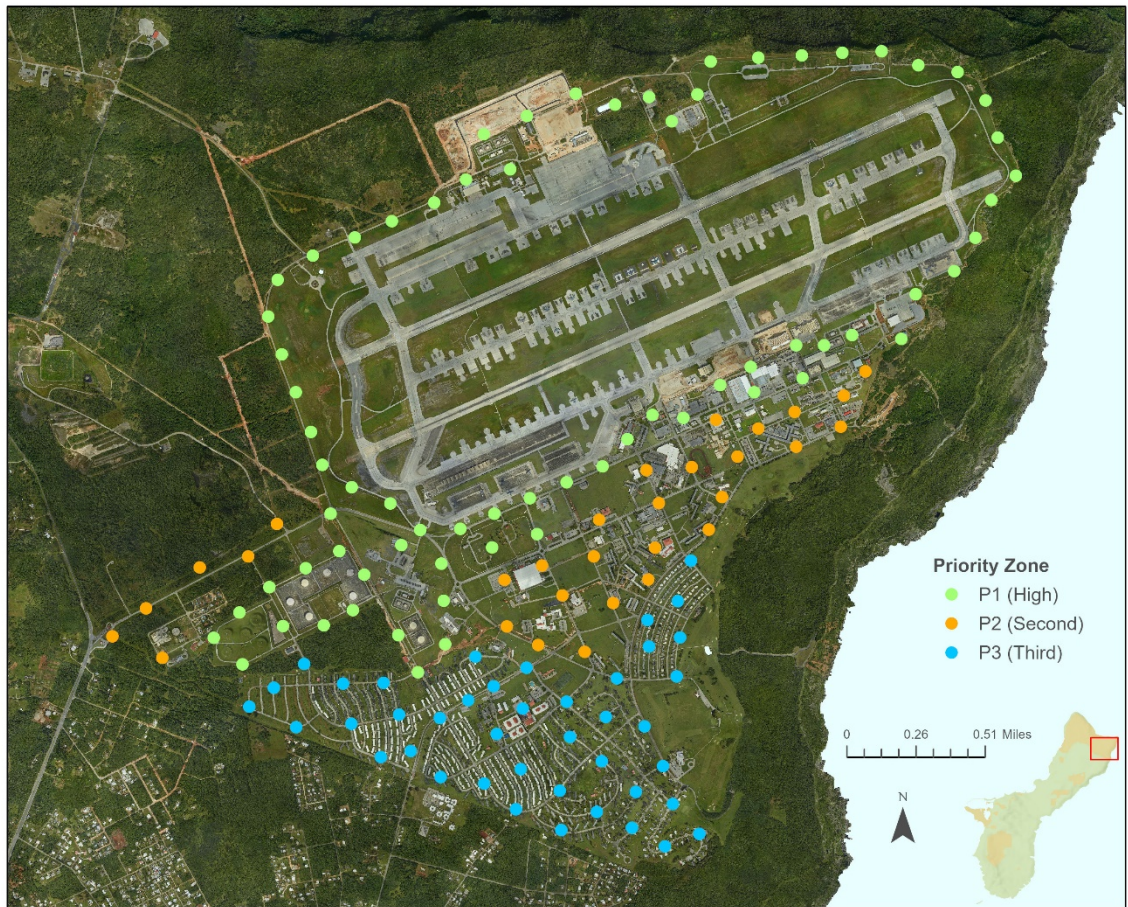 Priority Zone
P1 (High)
P2 (Second)
P3 (Third)
0 0.26 0.51 Miles
N